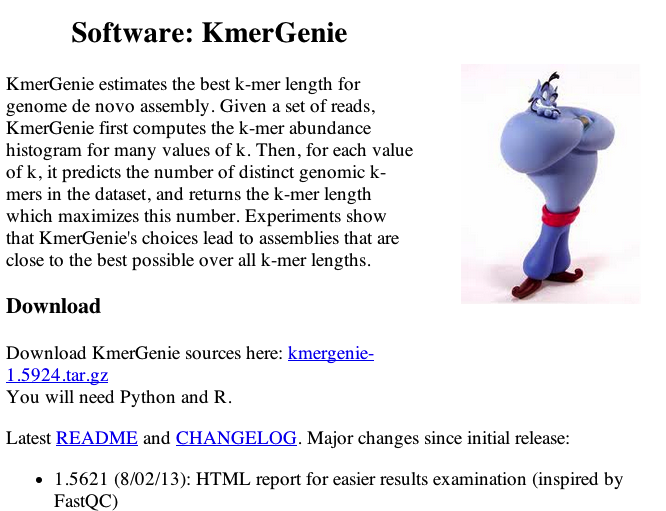 Software: KmerGenie
KmerGenie estimates the best k-mer length for
genome de novo assembly. Given a set of reads,
KmerGenie first computes the k-mer abundance
histogram for many values of k. Then, for each value
of k, it predicts the number of distinct genomic k-
mers in the dataset, and returns the k-mer length
which maximizes this number. Experiments show
that KmerGenie's choices lead to assemblies that are
close to the best possible over all k-mer lengths.
Download
Download KmerGenie sources here: kmergenie-
1.5924.tar.gz
You will need Python and R.
Latest README and CHANGELOG. Major changes since initial release:
• 1.5621 (8/02/13): HTML report for easier results examination (inspired by
FastQC)